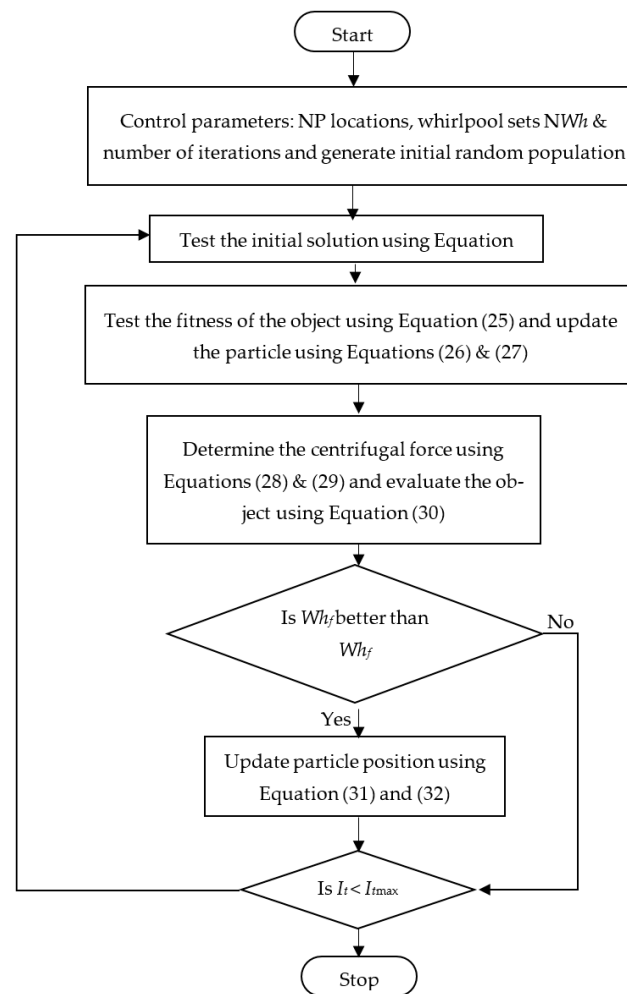 Start
Control parameters: NP locations, whirlpool sets NWh &
number of iterations and generate initial random population
Test the initial solution using Equation
Test the fitness of the object using Equation (25) and update
the particle using Equations (26) & (27)
Determine the centrifugal force using
Equations (28) & (29) and evaluate the ob-
ject using Equation (30)
Is Whf better than
Whf
No
Yes
Update particle position using
Equation (31) and (32)
Is It < Itmax
Stop